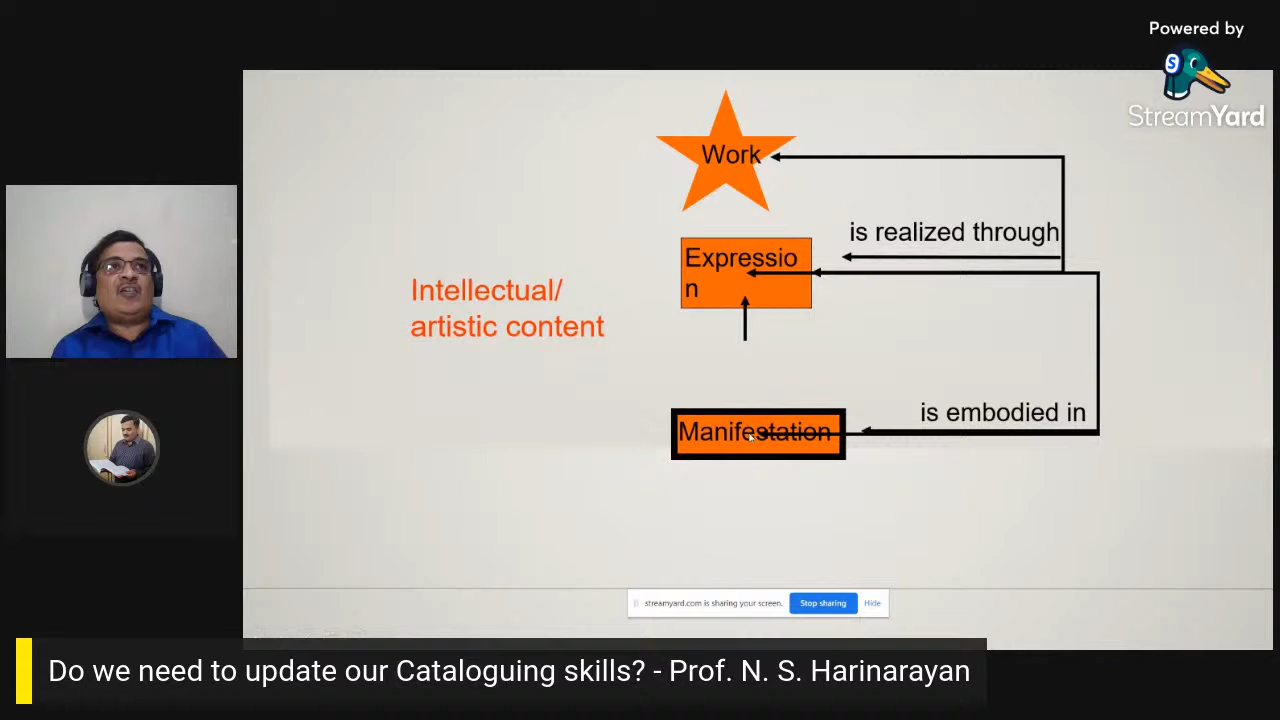 Powered by
S
StreamYard
Work
is realized through
Expressio
n
Intellectual/
artistic content
is embodied in
Manifestation
streamyard.com is sharing your screen.
Stop sharing
Hide
Do we need to update our Cataloguing skills? - Prof. N. S. Harinarayan